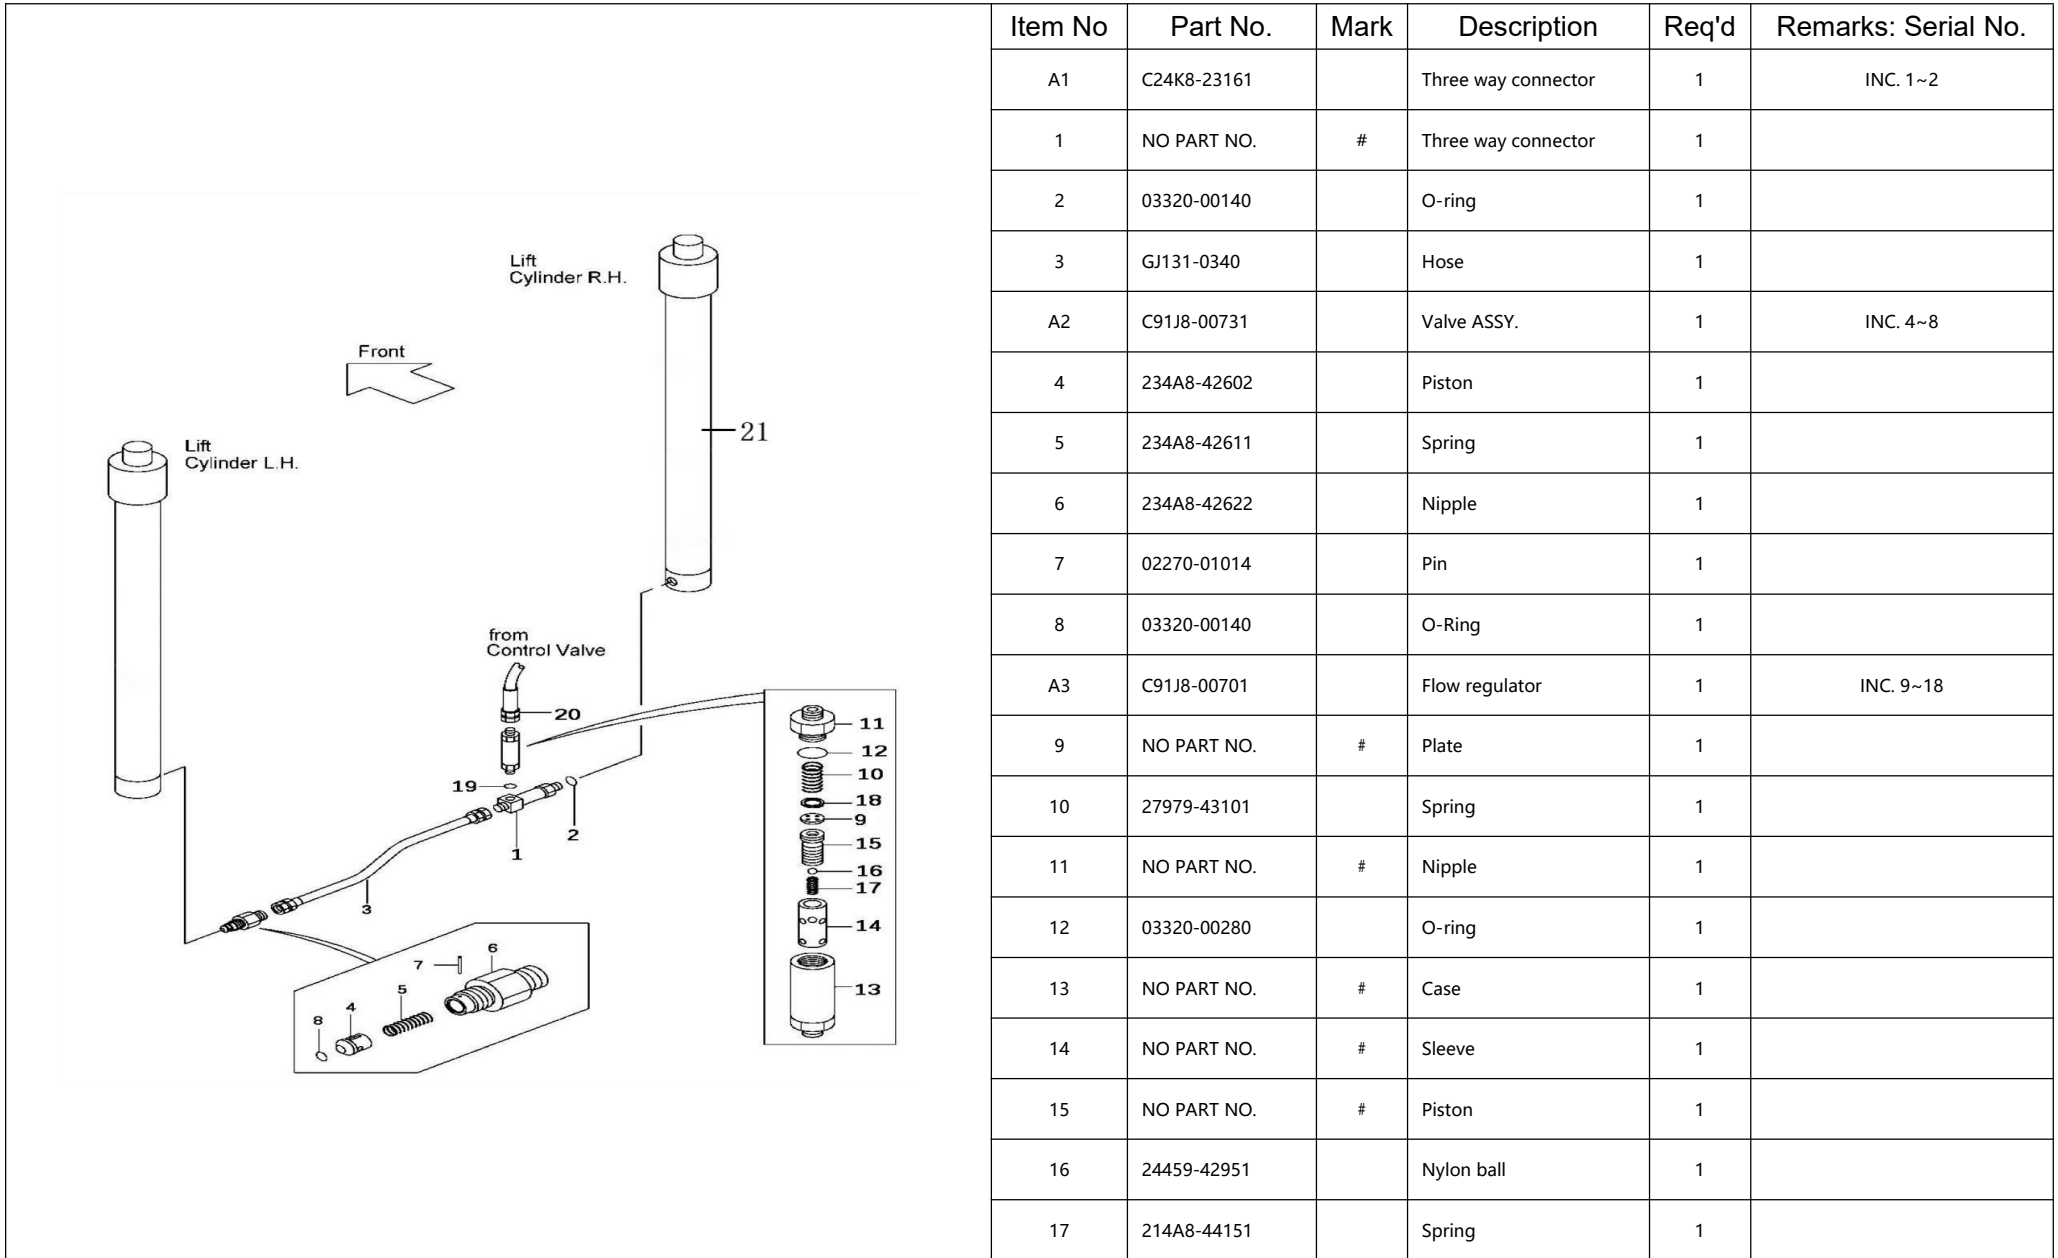 Lift
Cylinder R.H.
Front
21
Lift
Cylinder L.H.
from
Control Valve
20
11
12
10
19
18
9
2
15
1
16
17
3
14
6
7
13
5
4
8
Item No Part No. Mark Description Req'd Remarks: Serial No.
A1 C24K8-23161 Three way connector 1 INC. 1~2
1 NO PART NO. # Three way connector 1
2 03320-00140 O-ring 1
3 GJ131-0340 Hose 1
A2 C91J8-00731 Valve ASSY. 1 INC. 4~8
4 234A8-42602 Piston 1
5 234A8-42611 Spring 1
6 234A8-42622 Nipple 1
7 02270-01014 Pin 1
8 03320-00140 O-Ring 1
A3 C91J8-00701 Flow regulator 1 INC. 9~18
9 NO PART NO. # Plate 1
10 27979-43101 Spring 1
11 NO PART NO. # Nipple 1
12 03320-00280 O-ring 1
13 NO PART NO. # Case 1
14 NO PART NO. # Sleeve 1
15 NO PART NO. # Piston 1
16 24459-42951 Nylon ball 1
17 214A8-44151 Spring 1